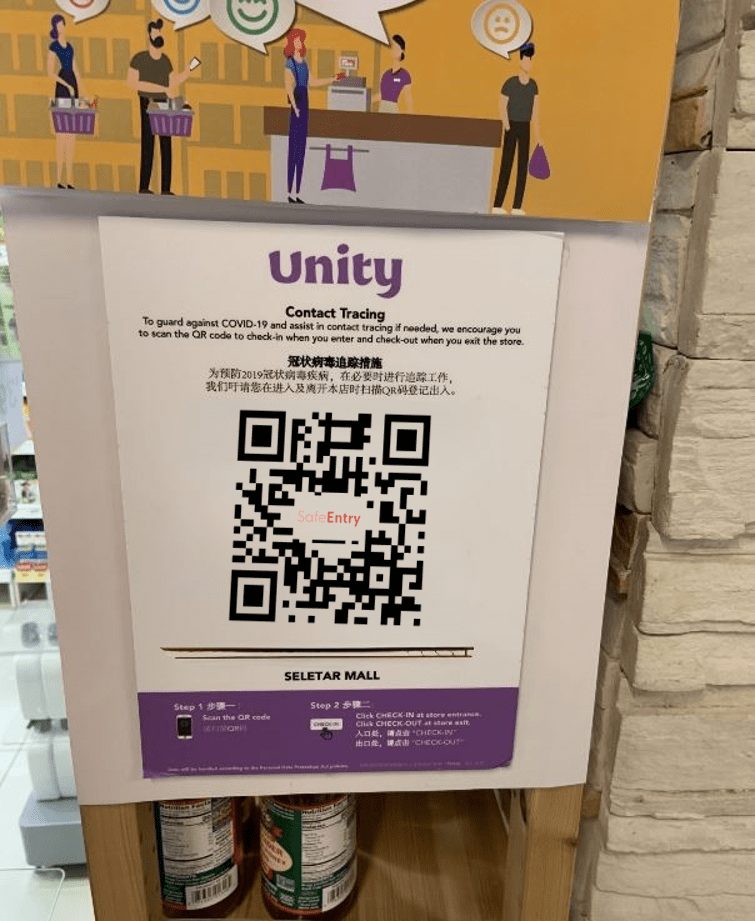 Unity
Contact Tracing
To guard against COVID-19 and assist in contact tracing if needed, we encourage you
to scan the QR code to check-in when you enter and check-out when you exit the store.
冠状病毒追踪措施
为预防2019冠状病毒疾病，在必要时进行追踪工作，
我们吁请您在进入及离开本店时扫描QR码登记出入。
SafeEntry
SELETAR MALL
Step 1 步骤一：
Scan the QR code
Step 2 步骤二：
CHECK-IN
Click CHECK-IN at store entrance.
Click CHECK-OUT at store exit.
入口处，请点击 "CHECK-IN"
出口处，请点击 "CHECK-OUT"
Nutrition Facts
Nutrition Facts